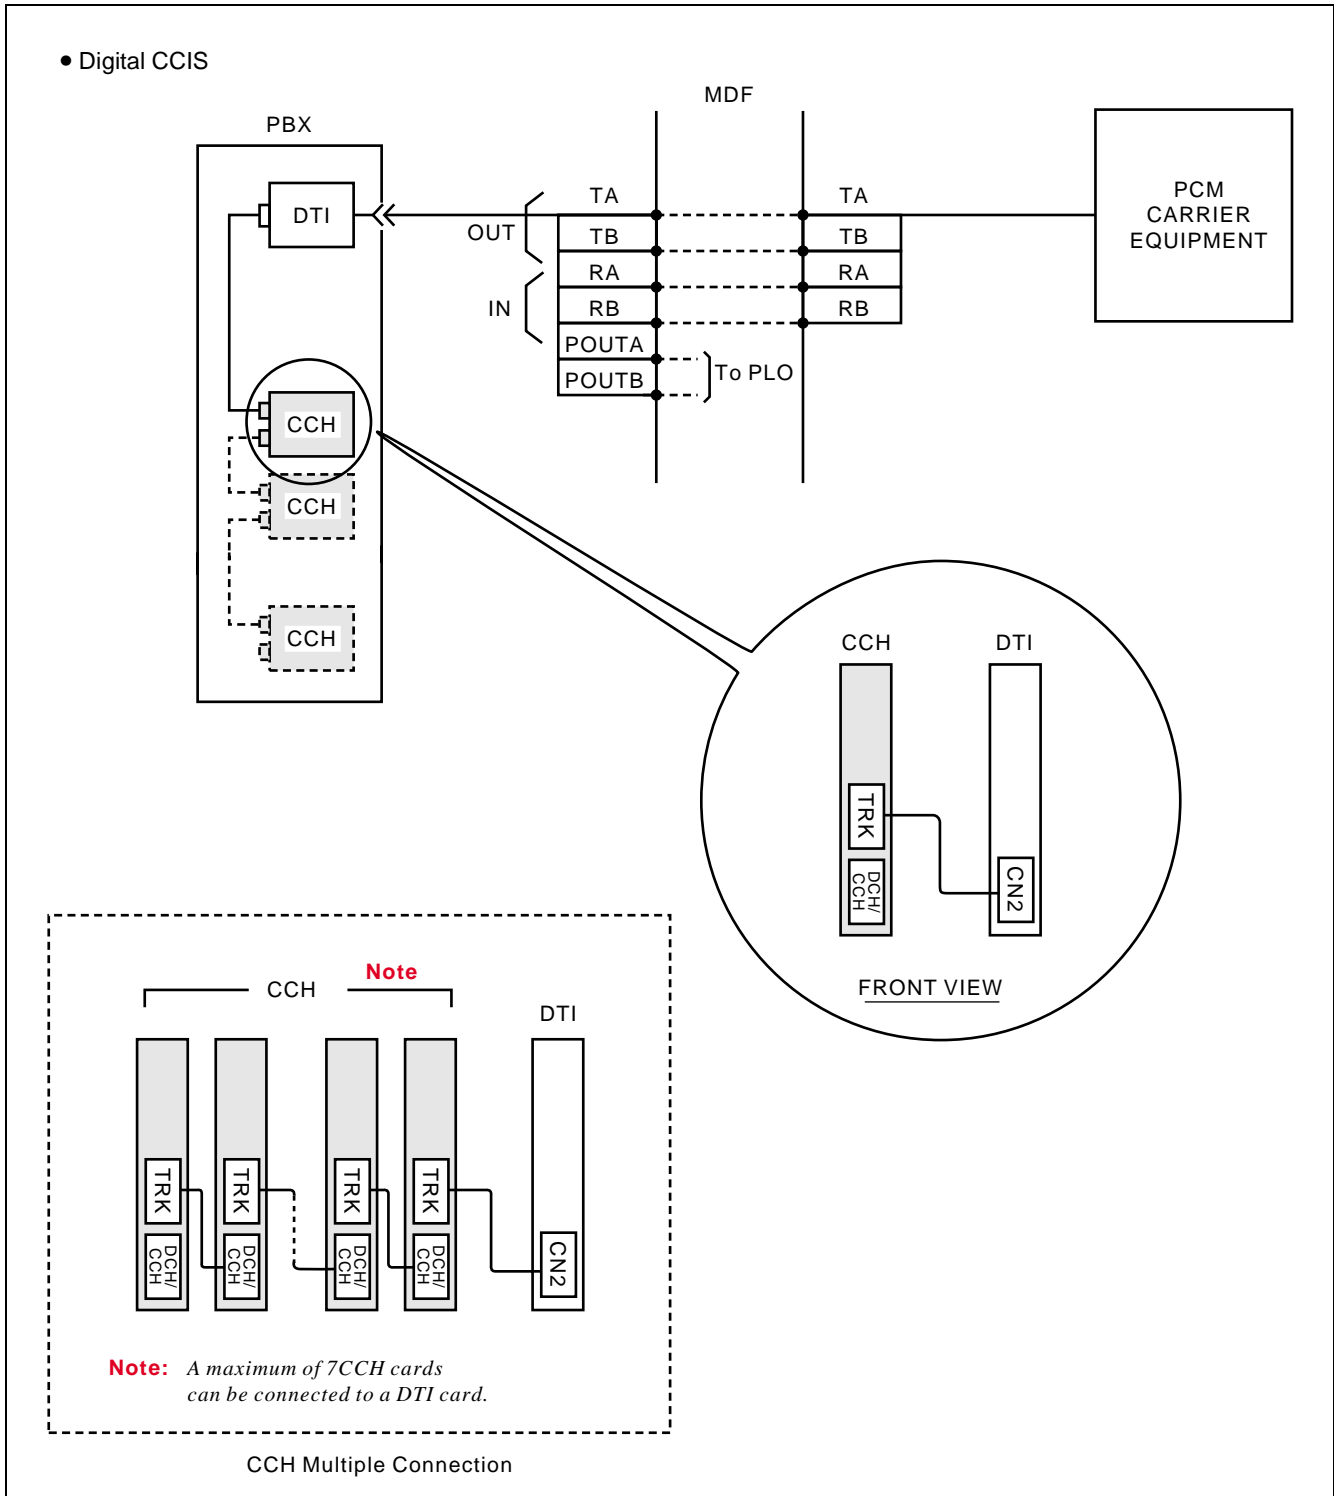 ● Digital CCIS
MDF
PBX
DTI
OUT
IN
TA
TB
RA
RB
POUTA
POUTB
To PLO
TA
TB
RA
RB
PCM
CARRIER
EQUIPMENT
CCH
CCH
CCH
CCH
DTI
TRK
DCH/
CCH
CN2
FRONT VIEW
CCH
Note
DTI
TRK
TRK
TRK
TRK
DCH/
CCH
DCH/
CCH
DCH/
CCH
DCH/
CCH
CN2
Note: A maximum of 7CCH cards
can be connected to a DTI card.
CCH Multiple Connection